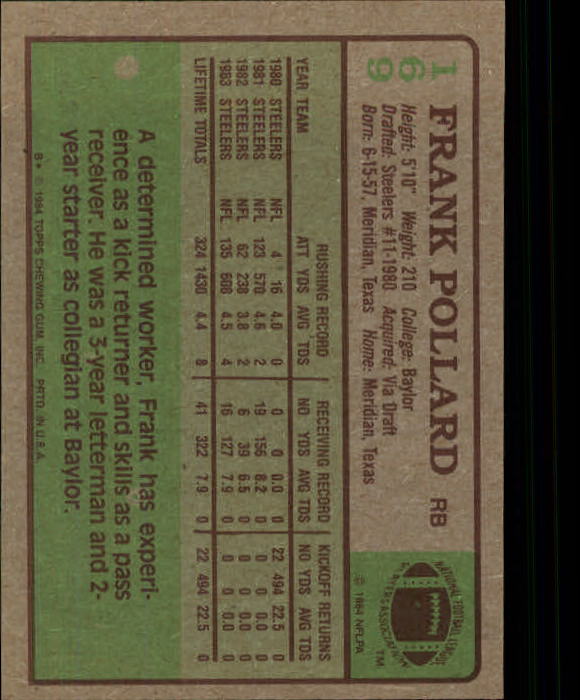 169
FRANK POLLARD RB
Height: 5'10" Weight: 210 College: Baylor
Drafted: Steelers #11-1980 Acquired: Via Draft
Born: 6-15-57, Meridian, Texas Home: Meridian, Texas
NATIONAL FOOTBALL LEAGUE
PLAYERS ASSOCIATION
TM
© 1984 NFLPA
RUSHING RECORD RECEIVING RECORD KICKOFF RETURNS
YEAR TEAM ATT YDS AVG TDS NO YDS AVG TDS NO YDS AVG TDS
1980 STEELERS NFL 4 16 4.0 0 0 0 0.0 0 22 494 22.5 0
1981 STEELERS NFL 123 570 4.6 2 19 156 8.2 0 0 0 0.0 0
1982 STEELERS NFL 62 238 3.8 2 6 39 6.5 0 0 0 0.0 0
1983 STEELERS NFL 135 608 4.5 4 16 127 7.9 0 0 0 0.0 0
LIFETIME TOTALS 324 1430 4.4 8 41 322 7.9 0 22 494 22.5 0
A determined worker, Frank has experi-
ence as a kick returner and skills as a pass
receiver. He was a 3-year letterman and 2-
year starter as collegian at Baylor.
B* © 1984 TOPPS CHEWING GUM, INC. PRTD. IN U.S.A.